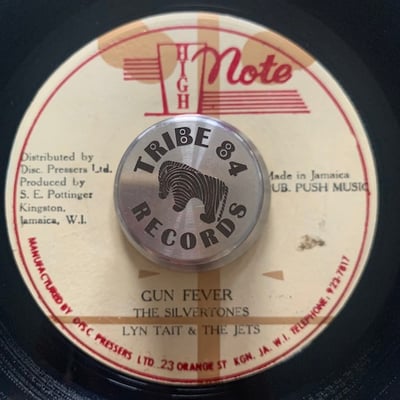 HIGH Note
TRIBE 84
RECORDS
Distributed by
Disc. Pressers Ltd.
Produced by
S. E. Pottinger
Kingston,
Jamaica, W.I.
Made in Jamaica
PUB. PUSH MUSIC
GUN FEVER
THE SILVERTONES
LYN TAIT & THE JETS
MANUFACTURED BY DISC PRESSERS LTD. 23 ORANGE ST KGN. JA. W.I. TELEPHONE: 923-7817